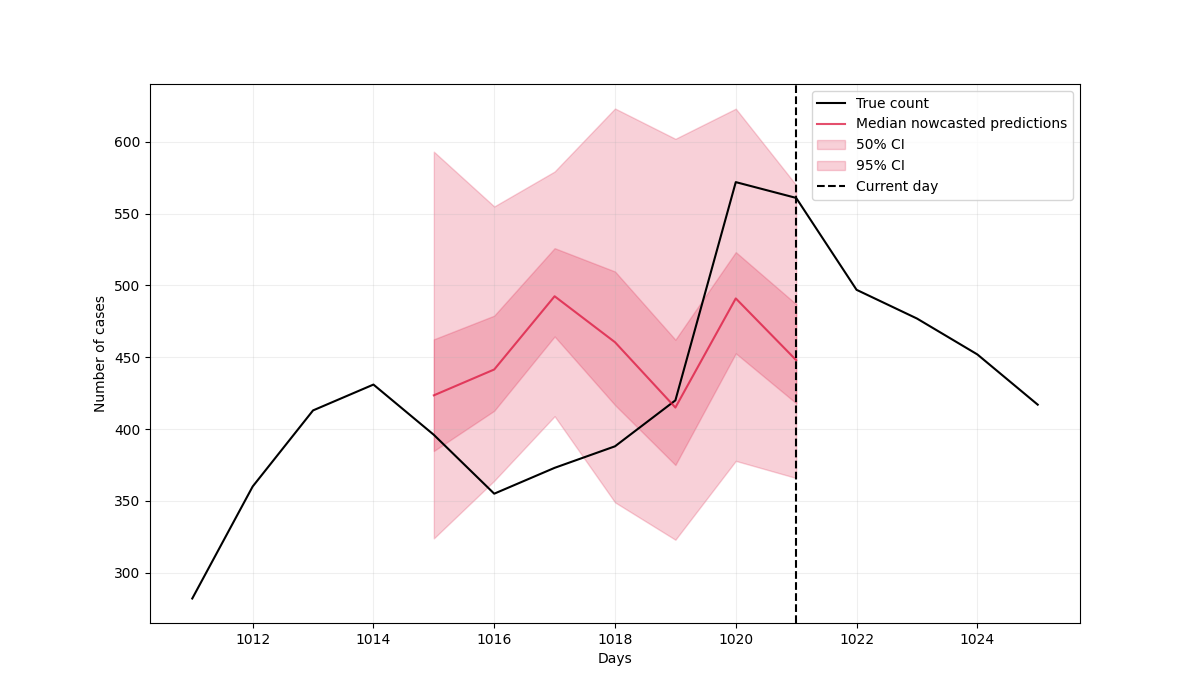 True count
Median nowcasted predictions
50% CI
95% CI
Current day
Number of cases
600
550
500
450
400
350
300
1012 1014 1016 1018 1020 1022 1024
Days